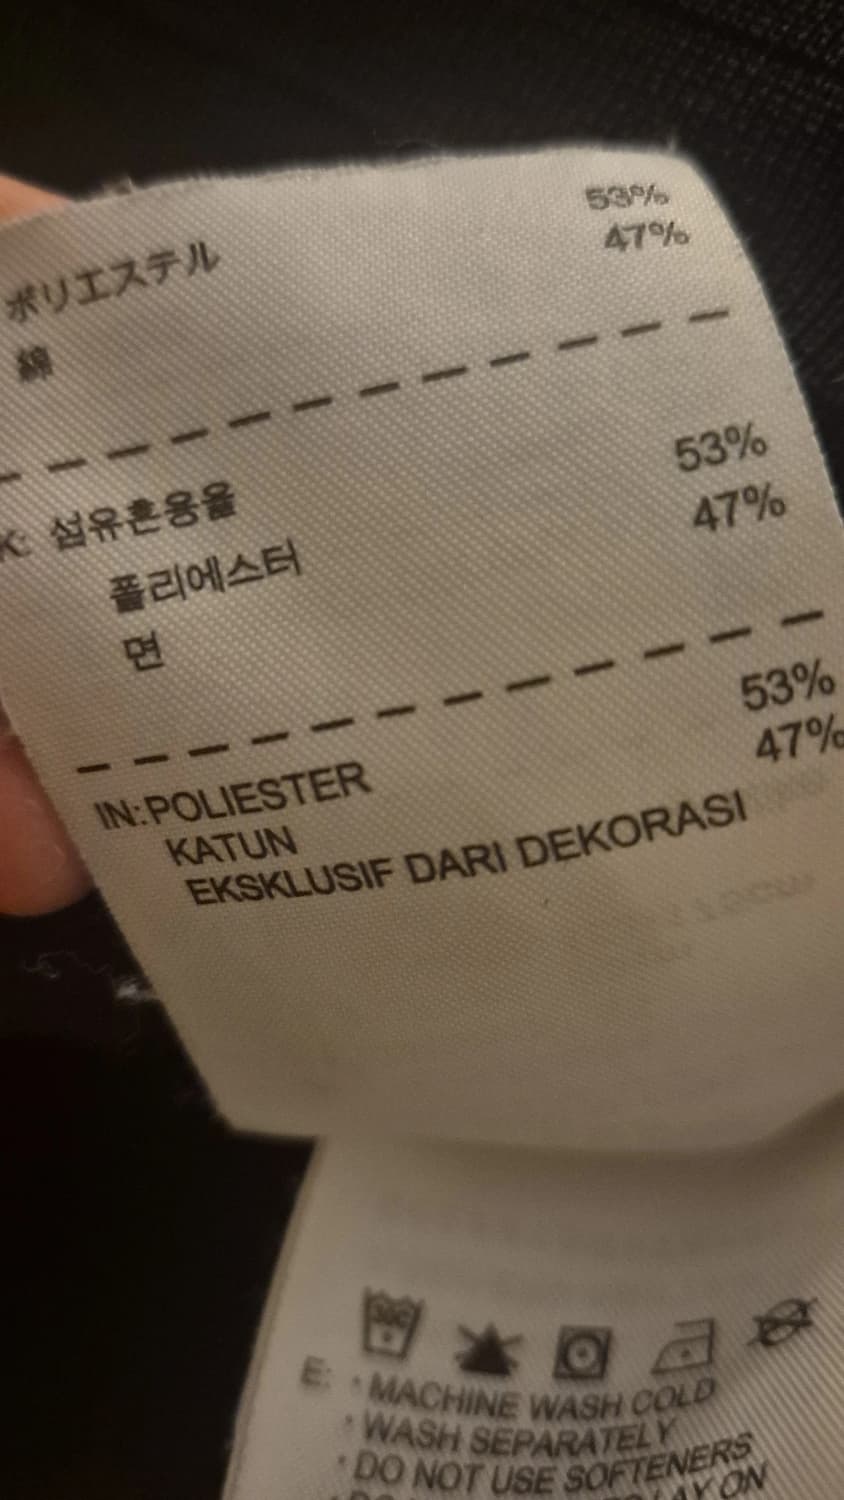 ポリエステル 53%
綿 47%
K: 섬유혼용율
폴리에스터 53%
면 47%
IN:POLIESTER 53%
KATUN 47%
EKSKLUSIF DARI DEKORASI
E: · MACHINE WASH COLD
· WASH SEPARATELY
· DO NOT USE SOFTENERS
LAY ON